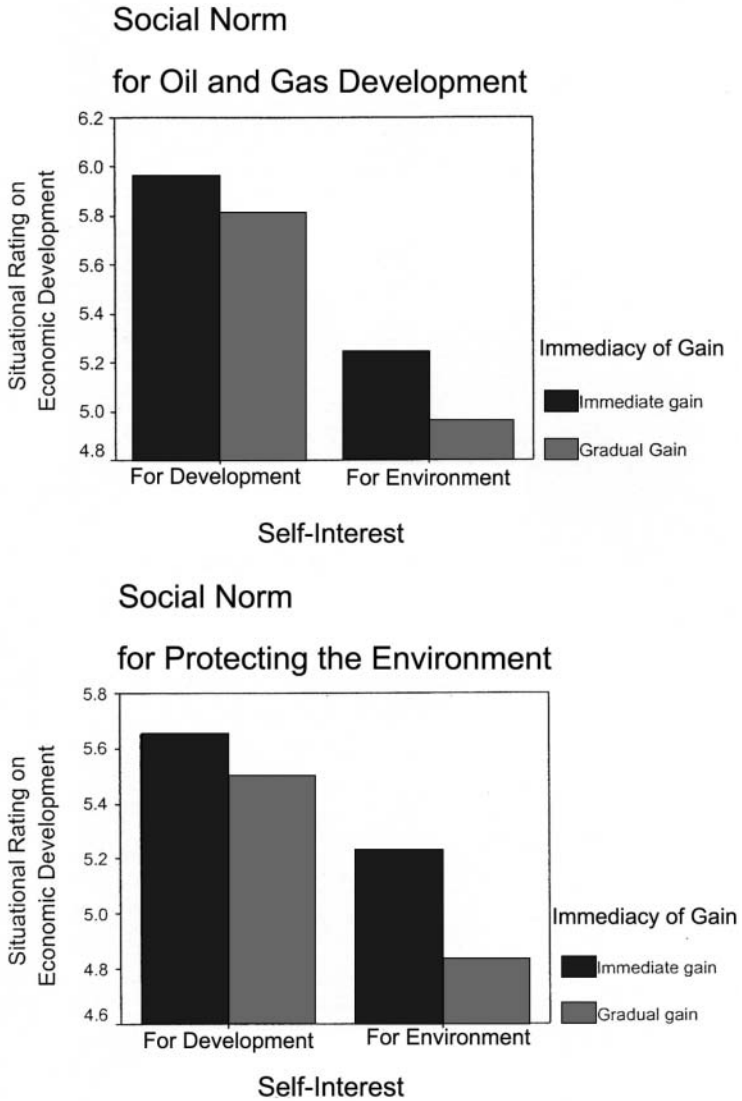 Social Norm
for Oil and Gas Development
Situational Rating on
Economic Development
6.2
6.0
5.8
5.6
5.4
5.2
5.0
4.8
For Development
For Environment
Self-Interest
Immediacy of Gain
Immediate gain
Gradual Gain
Social Norm
for Protecting the Environment
Situational Rating on
Economic Development
5.8
5.6
5.4
5.2
5.0
4.8
4.6
For Development
For Environment
Self-Interest
Immediacy of Gain
Immediate gain
Gradual gain